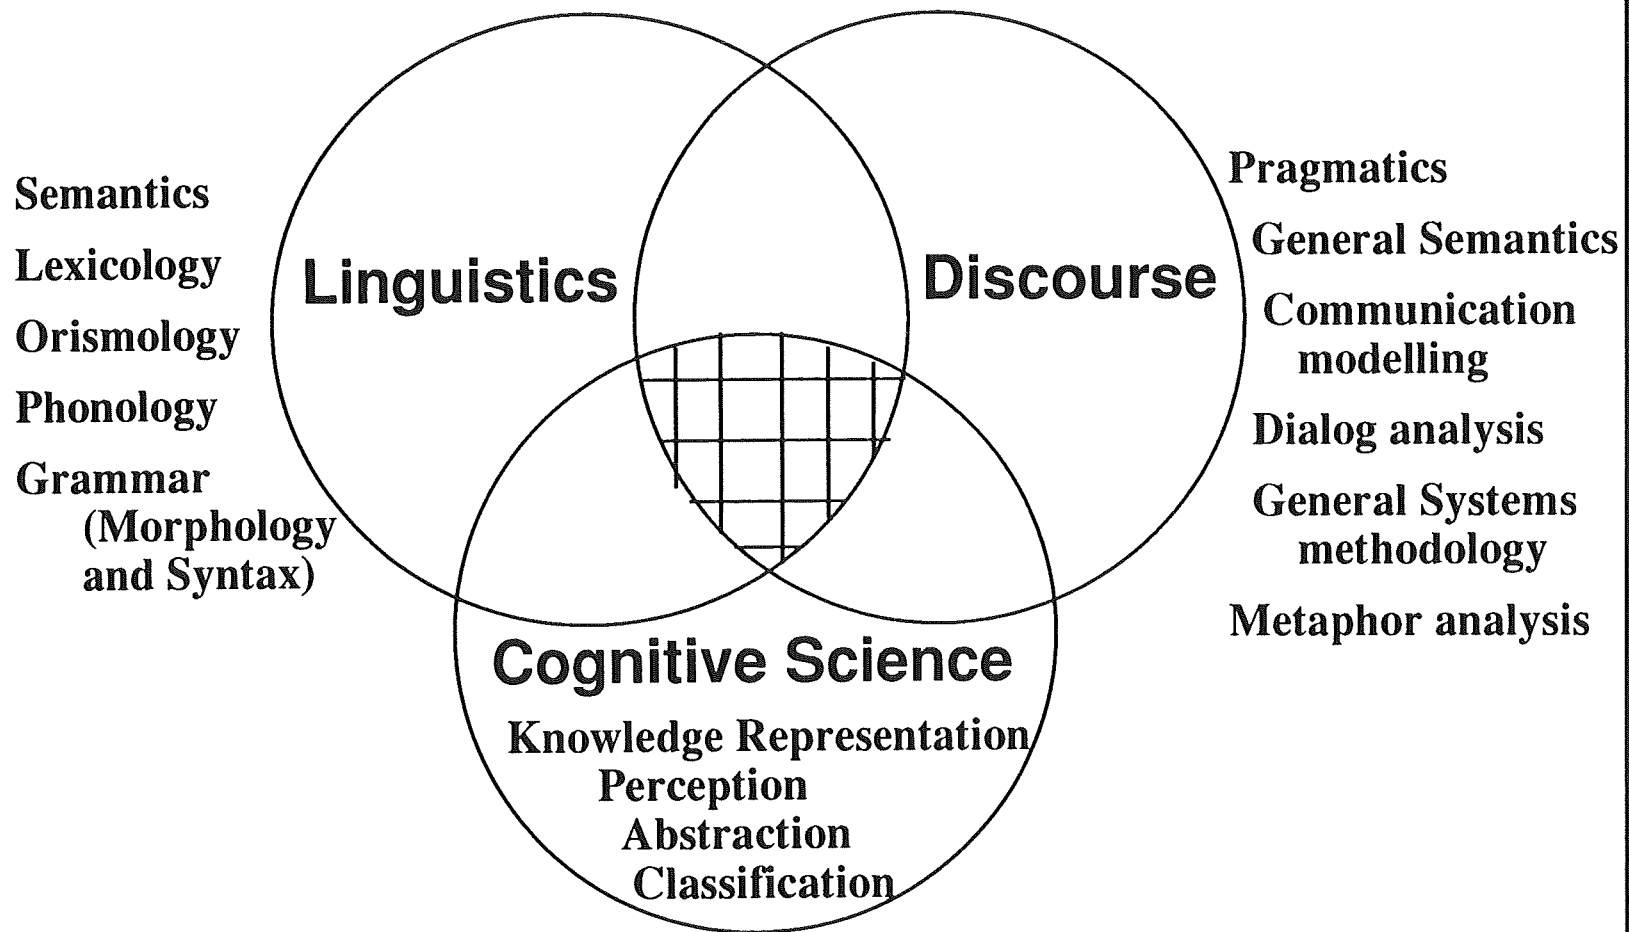 Semantics
Lexicology
Orismology
Phonology
Grammar
(Morphology
and Syntax)
Linguistics
Discourse
Pragmatics
General Semantics
Communication
modelling
Dialog analysis
General Systems
methodology
Metaphor analysis
Cognitive Science
Knowledge Representation
Perception
Abstraction
Classification